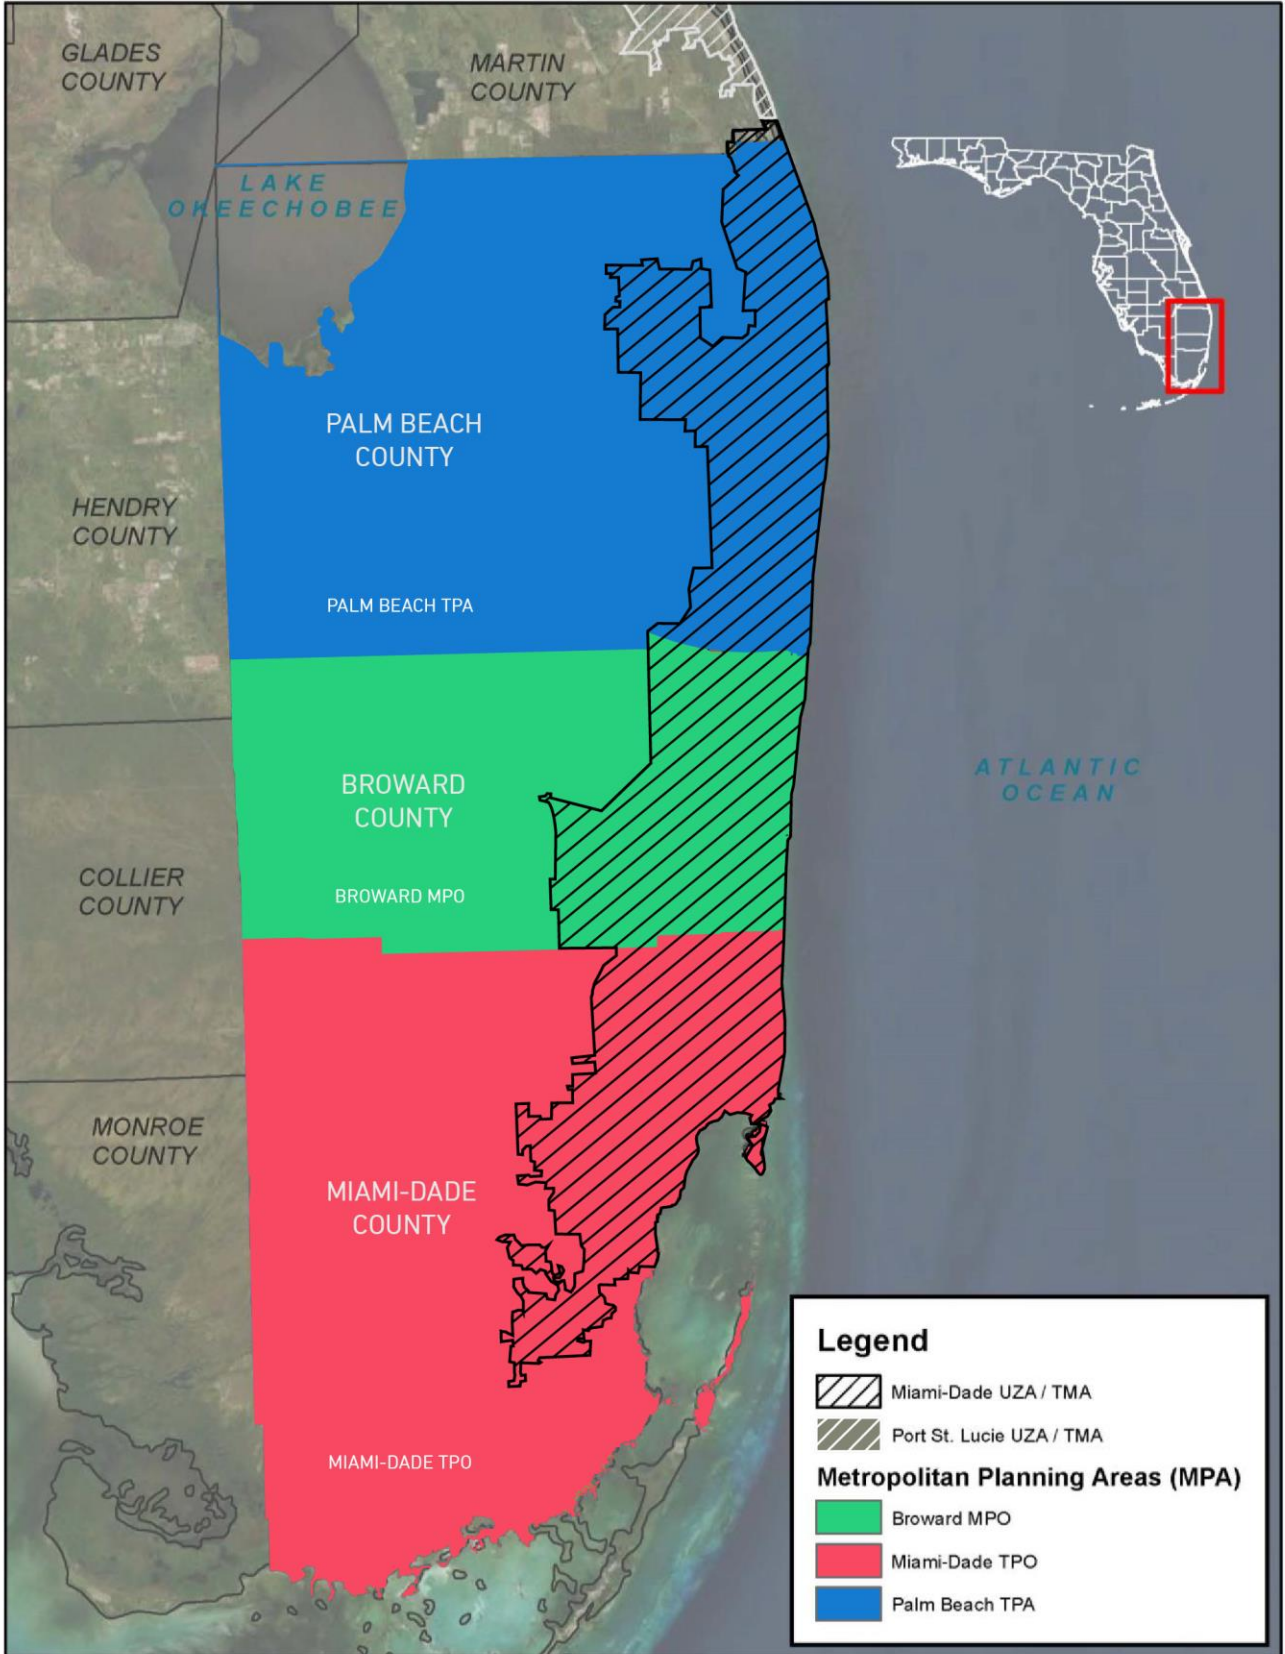 GLADES
COUNTY
MARTIN
COUNTY
LAKE
OKEECHOBEE
PALM BEACH
COUNTY
HENDRY
COUNTY
PALM BEACH TPA
ATLANTIC
OCEAN
BROWARD
COUNTY
COLLIER
COUNTY
BROWARD MPO
MONROE
COUNTY
MIAMI-DADE
COUNTY
MIAMI-DADE TPO
Legend
Miami-Dade UZA / TMA
Port St. Lucie UZA / TMA
Metropolitan Planning Areas (MPA)
Broward MPO
Miami-Dade TPO
Palm Beach TPA